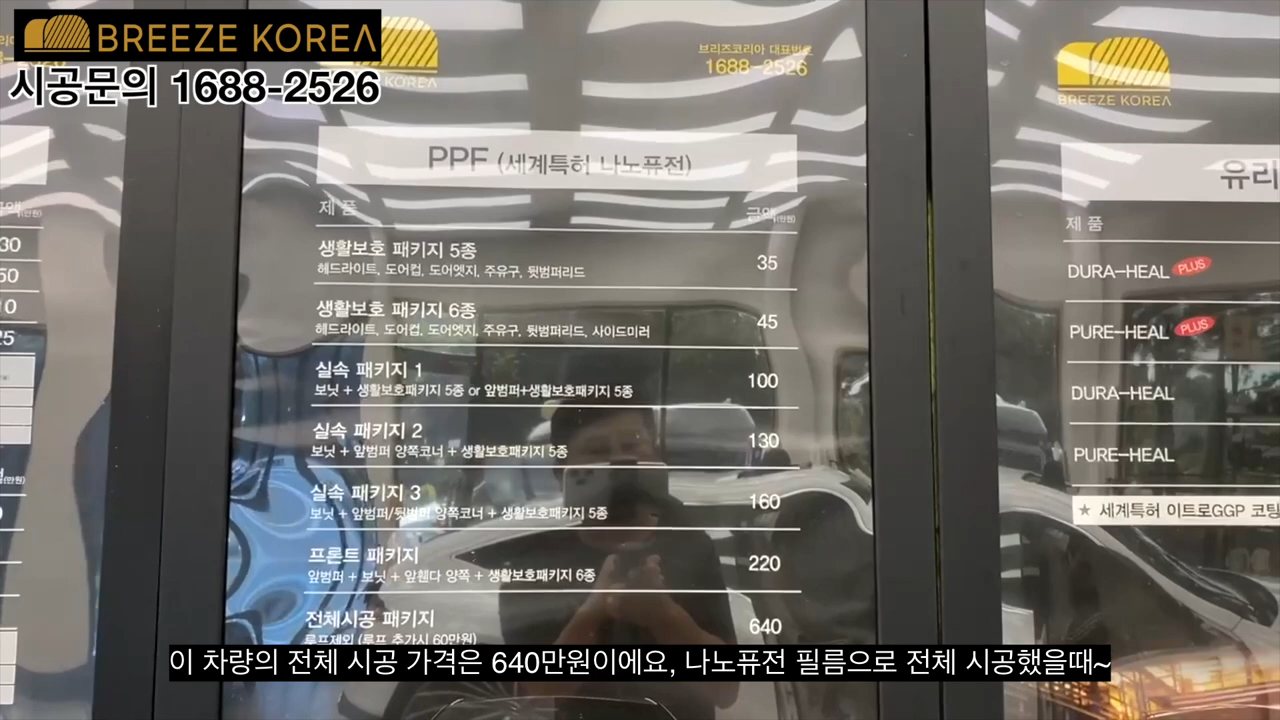 BREEZE KOREA
시공문의 1688-2526
KOREA
브리즈코리아 대표번호
1688-2526
BREEZE KOREA
PPF (세계특허 나노퓨전)
제 품 금액(만원)
생활보호 패키지 5종 35
헤드라이트, 도어컵, 도어엣지, 주유구, 뒷범퍼리드
생활보호 패키지 6종 45
헤드라이트, 도어컵, 도어엣지, 주유구, 뒷범퍼리드, 사이드미러
실속 패키지 1 100
보닛 + 생활보호패키지 5종 or 앞범퍼+생활보호패키지 5종
실속 패키지 2 130
보닛 + 앞범퍼 양쪽코너 + 생활보호패키지 5종
실속 패키지 3 160
보닛 + 앞범퍼/뒷범퍼 양쪽코너 + 생활보호패키지 5종
프론트 패키지 220
앞범퍼 + 보닛 + 앞휀다 양쪽 + 생활보호패키지 6종
전체시공 패키지 640
루프제외 (루프 추가시 60만원)
유리
제 품
DURA-HEAL PLUS
PURE-HEAL PLUS
DURA-HEAL
PURE-HEAL
★ 세계특허 이트로GGP 코팅
이 차량의 전체 시공 가격은 640만원이에요, 나노퓨전 필름으로 전체 시공했을때~